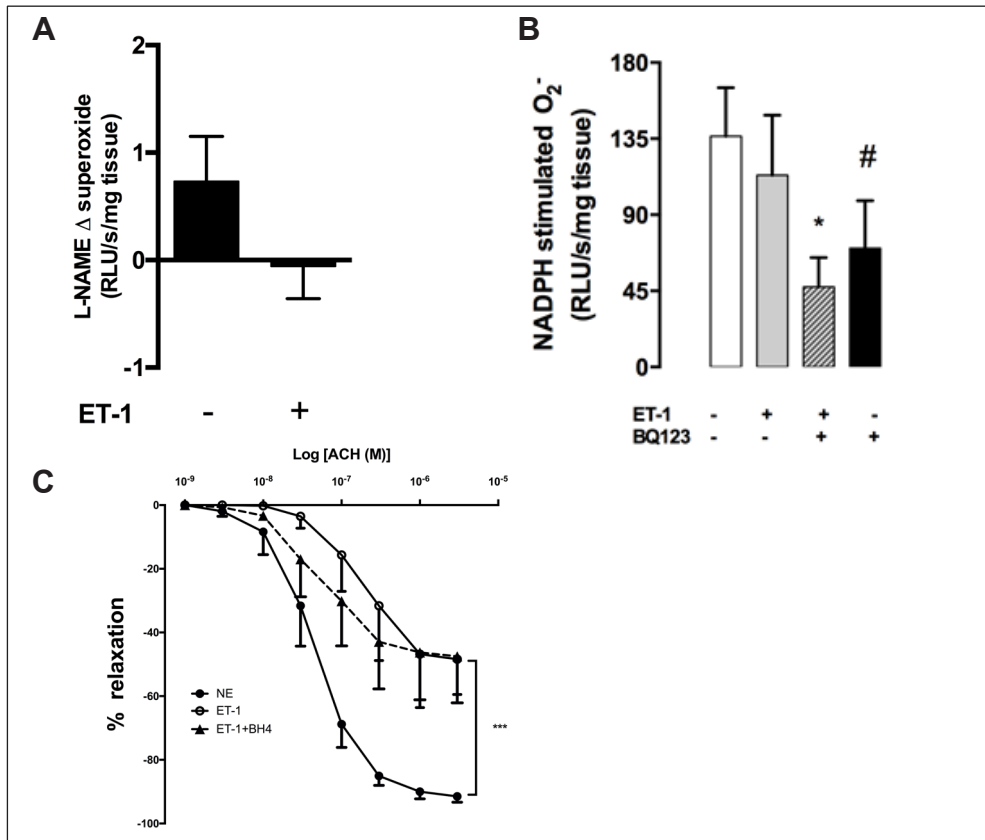 A
L-NAME Δ superoxide
(RLU/s/mg tissue)
2
1
0
-1
ET-1 - +
B
NADPH stimulated O2-
(RLU/s/mg tissue)
180
135
90
45
0
*
#
ET-1 - + + -
BQ123 - - + +
C
Log [ACH (M)]
10-9 10-8 10-7 10-6 10-5
% relaxation
0
-20
-40
-60
-80
-100
NE
ET-1
ET-1+BH4
***